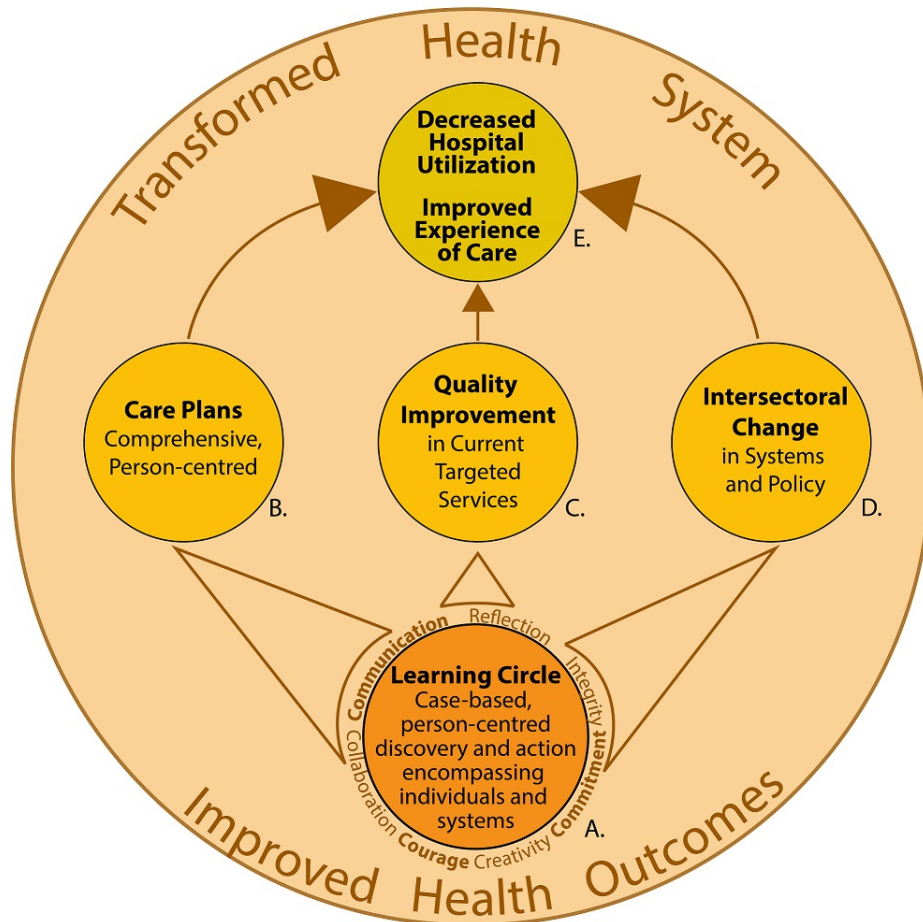 Transformed Health System
Decreased
Hospital
Utilization
Improved
Experience
of Care
E.
Care Plans
Comprehensive,
Person-centred
B.
Quality
Improvement
in Current
Targeted
Services
C.
Intersectoral
Change
in Systems
and Policy
D.
Collaboration Communication Reflection Integrity Commitment Creativity Courage
Learning Circle
Case-based,
person-centred
discovery and action
encompassing
individuals and
systems
A.
Improved Health Outcomes